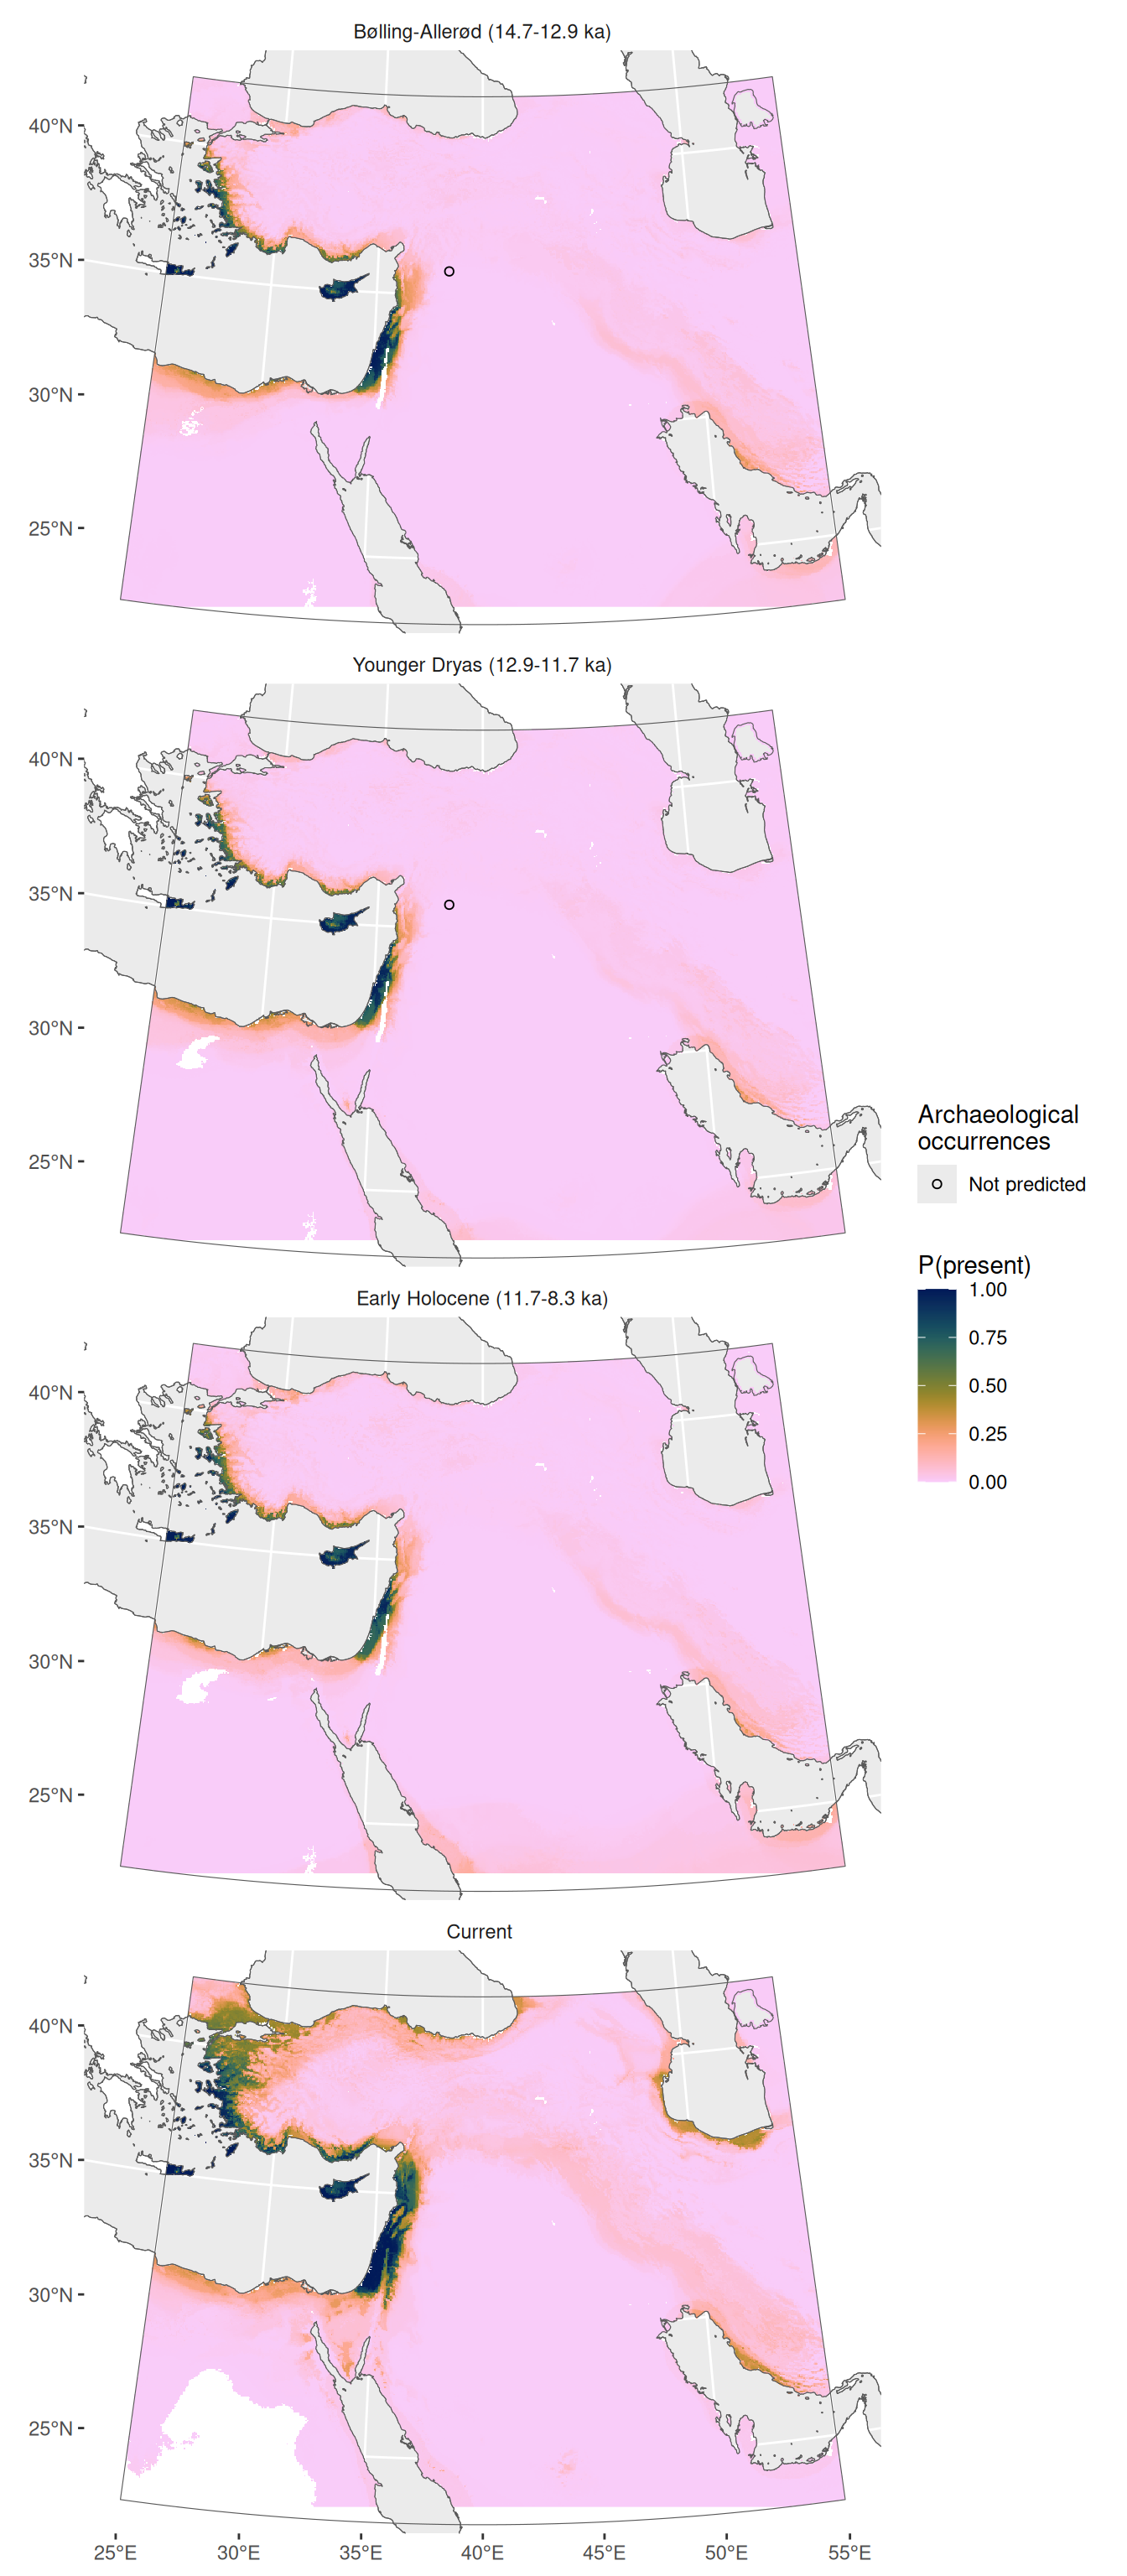 Bølling-Allerød (14.7-12.9 ka)
40°N
35°N
30°N
25°N
Younger Dryas (12.9-11.7 ka)
40°N
35°N
30°N
25°N
Archaeological
occurrences
Not predicted
P(present)
1.00
0.75
0.50
0.25
0.00
Early Holocene (11.7-8.3 ka)
40°N
35°N
30°N
25°N
Current
40°N
35°N
30°N
25°N
25°E 30°E 35°E 40°E 45°E 50°E 55°E